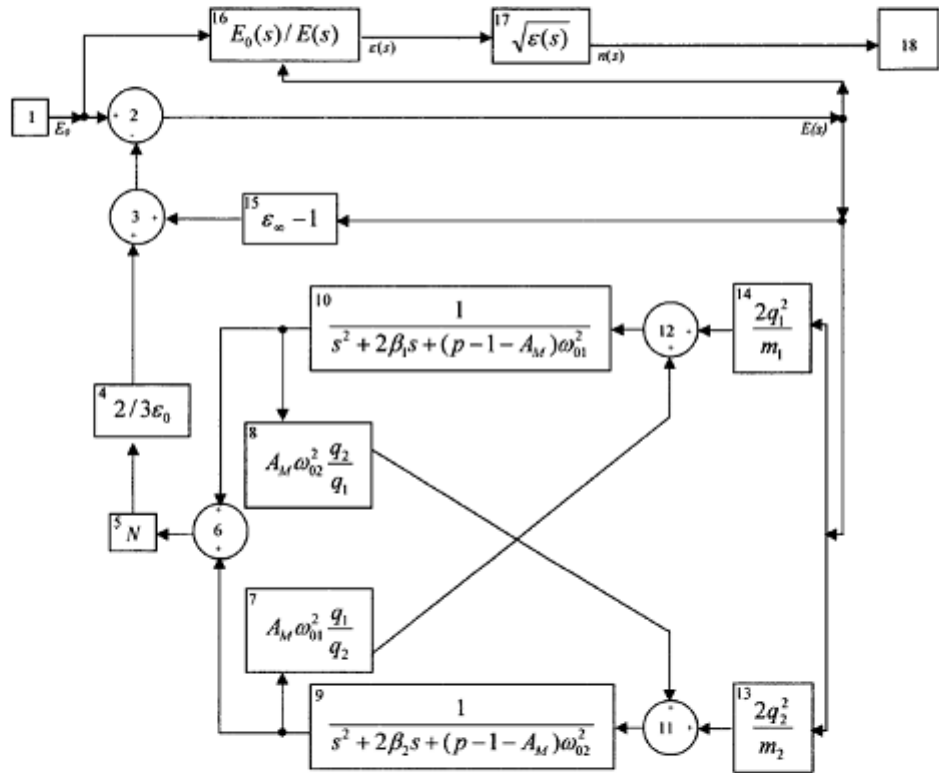 16
E₀(s) / E(s)
ε(s)
17
√ε(s)
n(s)
18
1
E₀
+ 2
-
E(s)
3 +
+
15
ε∞ − 1
10
1
s² + 2β₁s + (p − 1 − A_M)ω₀₁²
12 +
+
14
2q₁²
m₁
4
2 / 3ε₀
8
A_M ω₀₂² q₂
q₁
5 N
+
6
+
7
A_M ω₀₁² q₁
q₂
9
1
s² + 2β₂s + (p − 1 − A_M)ω₀₂²
+
11 +
13
2q₂²
m₂